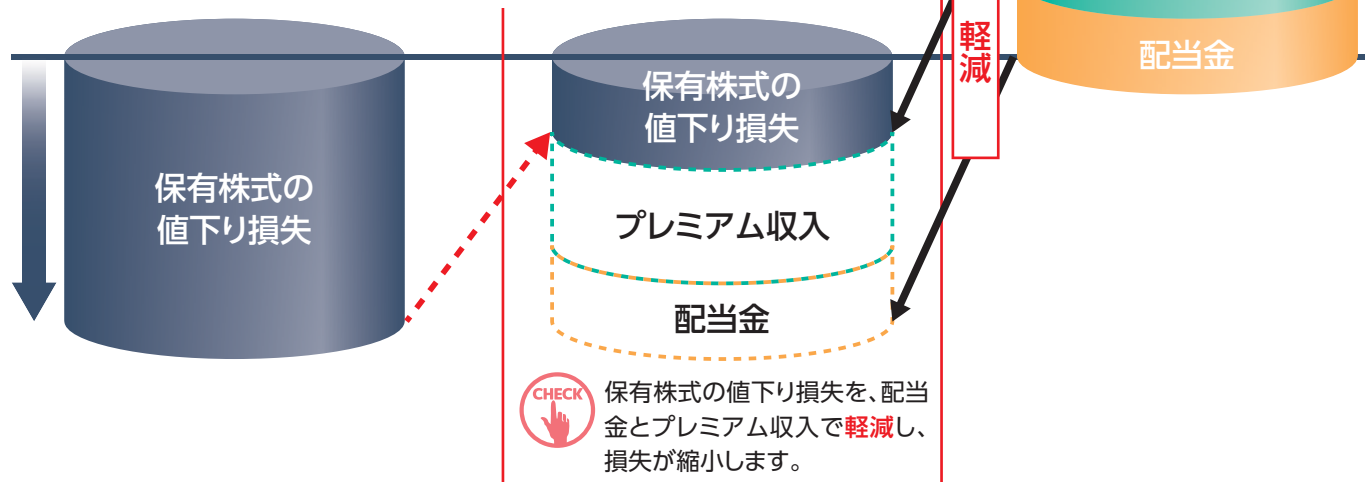 保有株式の
値下り損失
保有株式の
値下り損失
プレミアム収入
配当金
CHECK
保有株式の値下り損失を、配当
金とプレミアム収入で軽減し、
損失が縮小します。
軽減
配当金